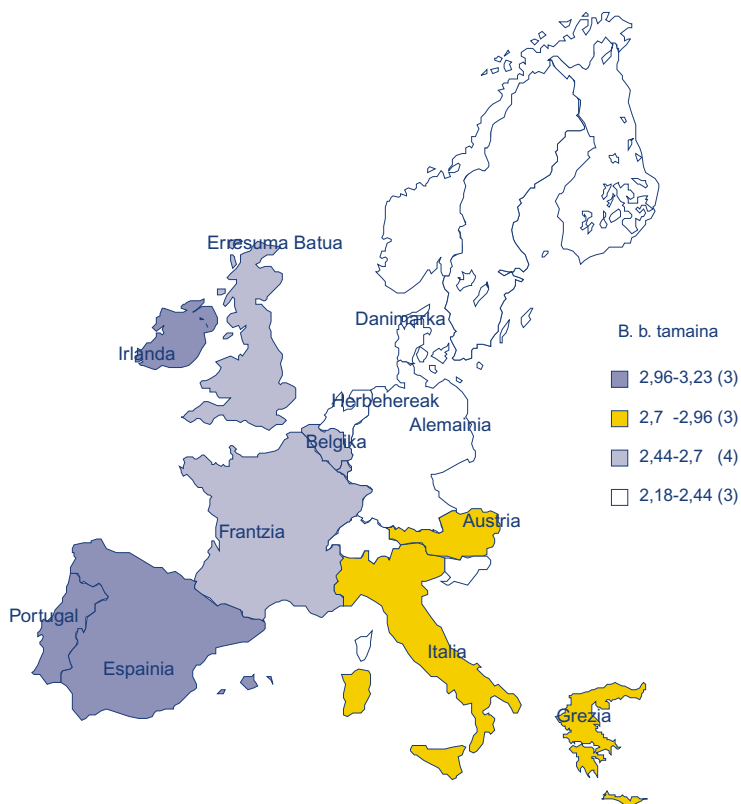 Erresuma Batua
Danimarka
B. b. tamaina
Irlanda
2,96-3,23 (3)
Herbehereak
2,7 -2,96 (3)
Alemainia
Belgika
2,44-2,7 (4)
2,18-2,44 (3)
Austria
Frantzia
Portugal
Italia
Espainia
Grezia